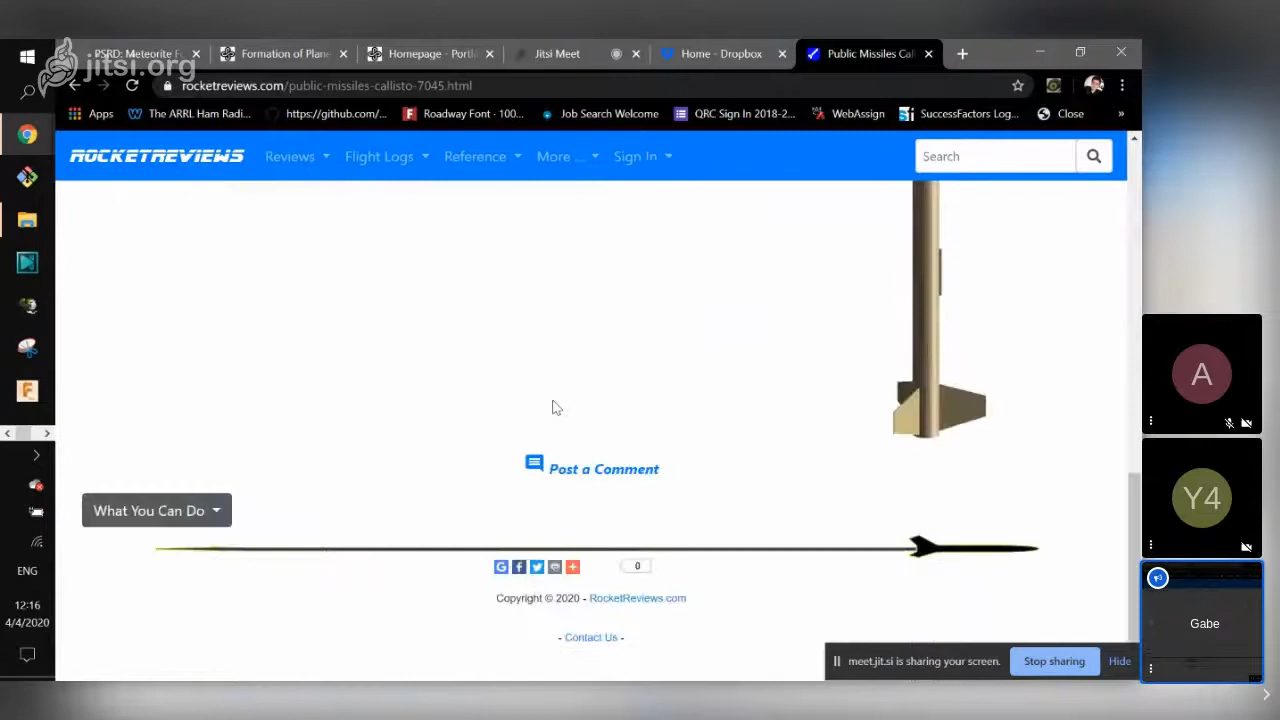 jitsi.org
PSRD: Meteorite
Formation of Plane
Homepage - Portl
Jitsi Meet
Home - Dropbox
Public Missiles Cal
rocketreviews.com/public-missiles-callisto-7045.html
Apps
The ARRL Ham Radi...
https://github.com/...
Roadway Font · 100...
Job Search Welcome
QRC Sign In 2018-2...
WebAssign
SuccessFactors Log...
Close
»
ROCKETREVIEWS
Reviews
Flight Logs
Reference
More ...
Sign In
Search
Post a Comment
What You Can Do
0
Copyright © 2020 - RocketReviews.com
- Contact Us -
meet.jit.si is sharing your screen.
Stop sharing
Hide
ENG
12:16
4/4/2020
A
Y4
Gabe